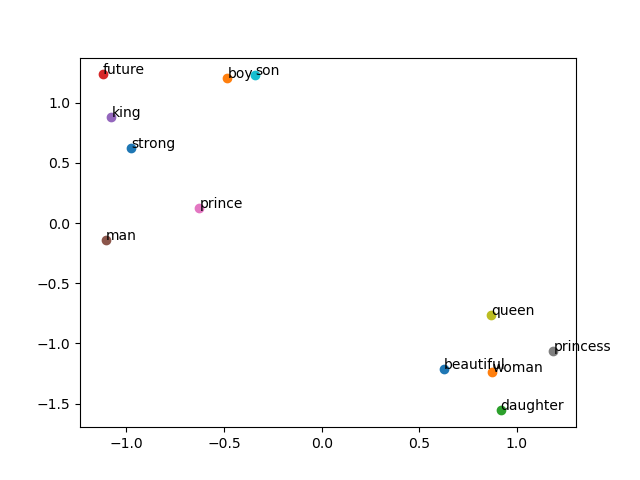 future
boy
son
1.0
king
strong
0.5
prince
0.0
man
−0.5
queen
−1.0
princess
beautiful
woman
−1.5
daughter
−1.0
−0.5
0.0
0.5
1.0